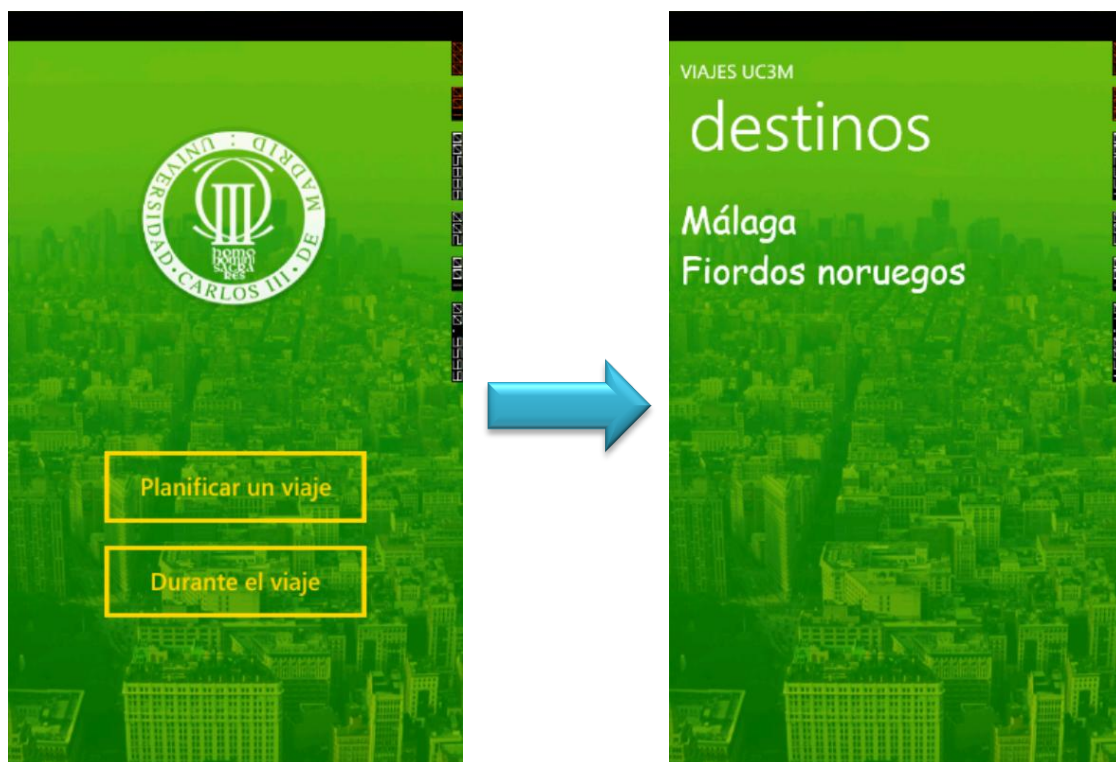 UNIVERSIDAD · CARLOS III · DE MADRID :
HOMO
HOMINI
SACRA
RES
Planificar un viaje
Durante el viaje
VIAJES UC3M
destinos
Málaga
Fiordos noruegos